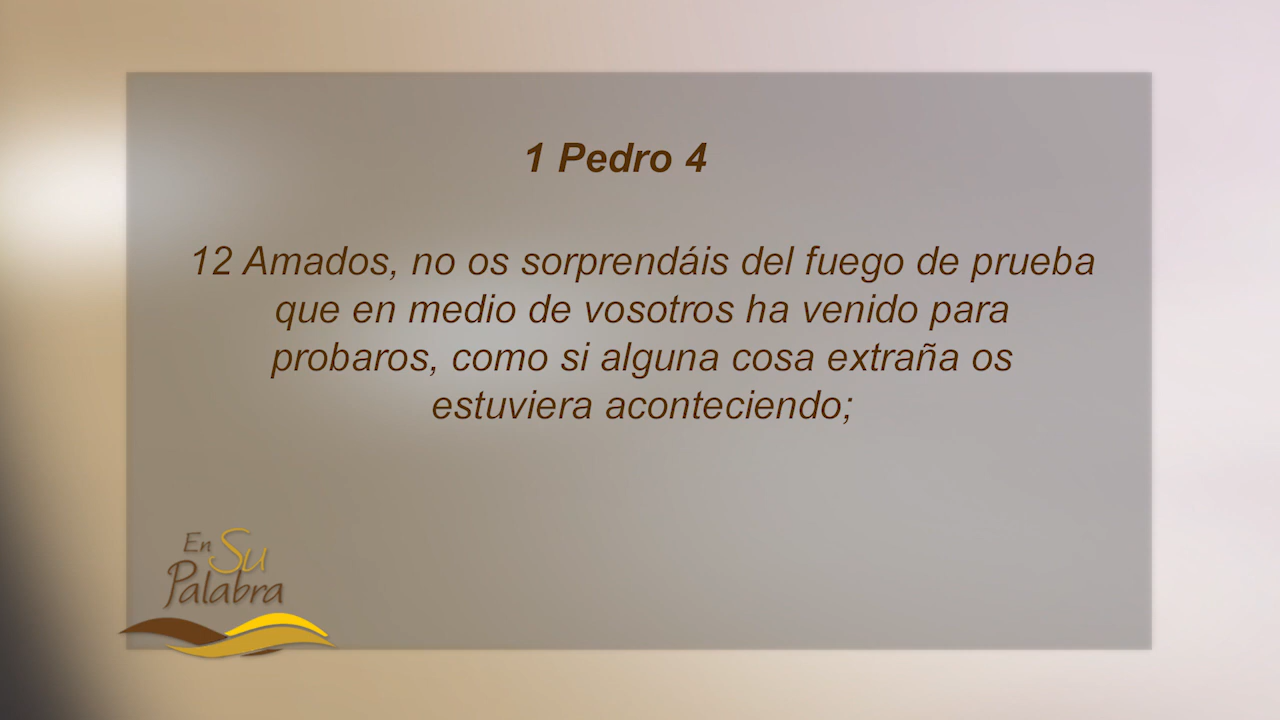 1 Pedro 4
12 Amados, no os sorprendáis del fuego de prueba
que en medio de vosotros ha venido para
probaros, como si alguna cosa extraña os
estuviera aconteciendo;
En Su
Palabra